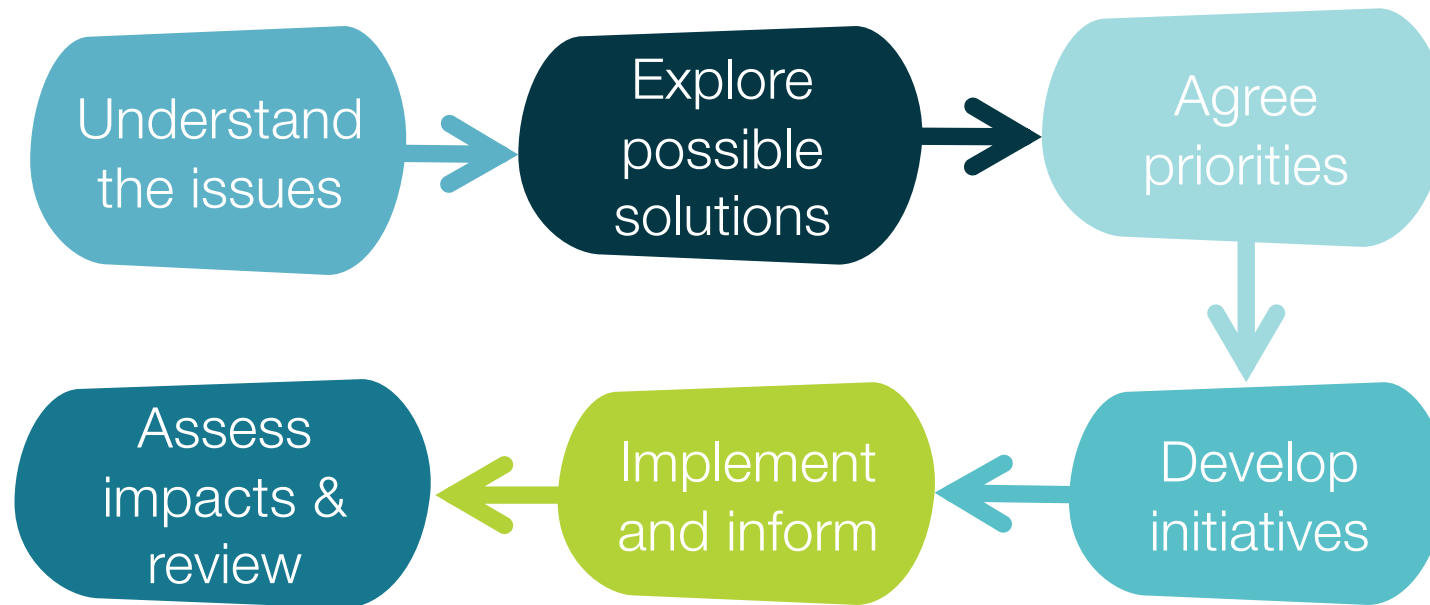 Understand
the issues
Explore
possible
solutions
Agree
priorities
Develop
initiatives
Implement
and inform
Assess
impacts &
review